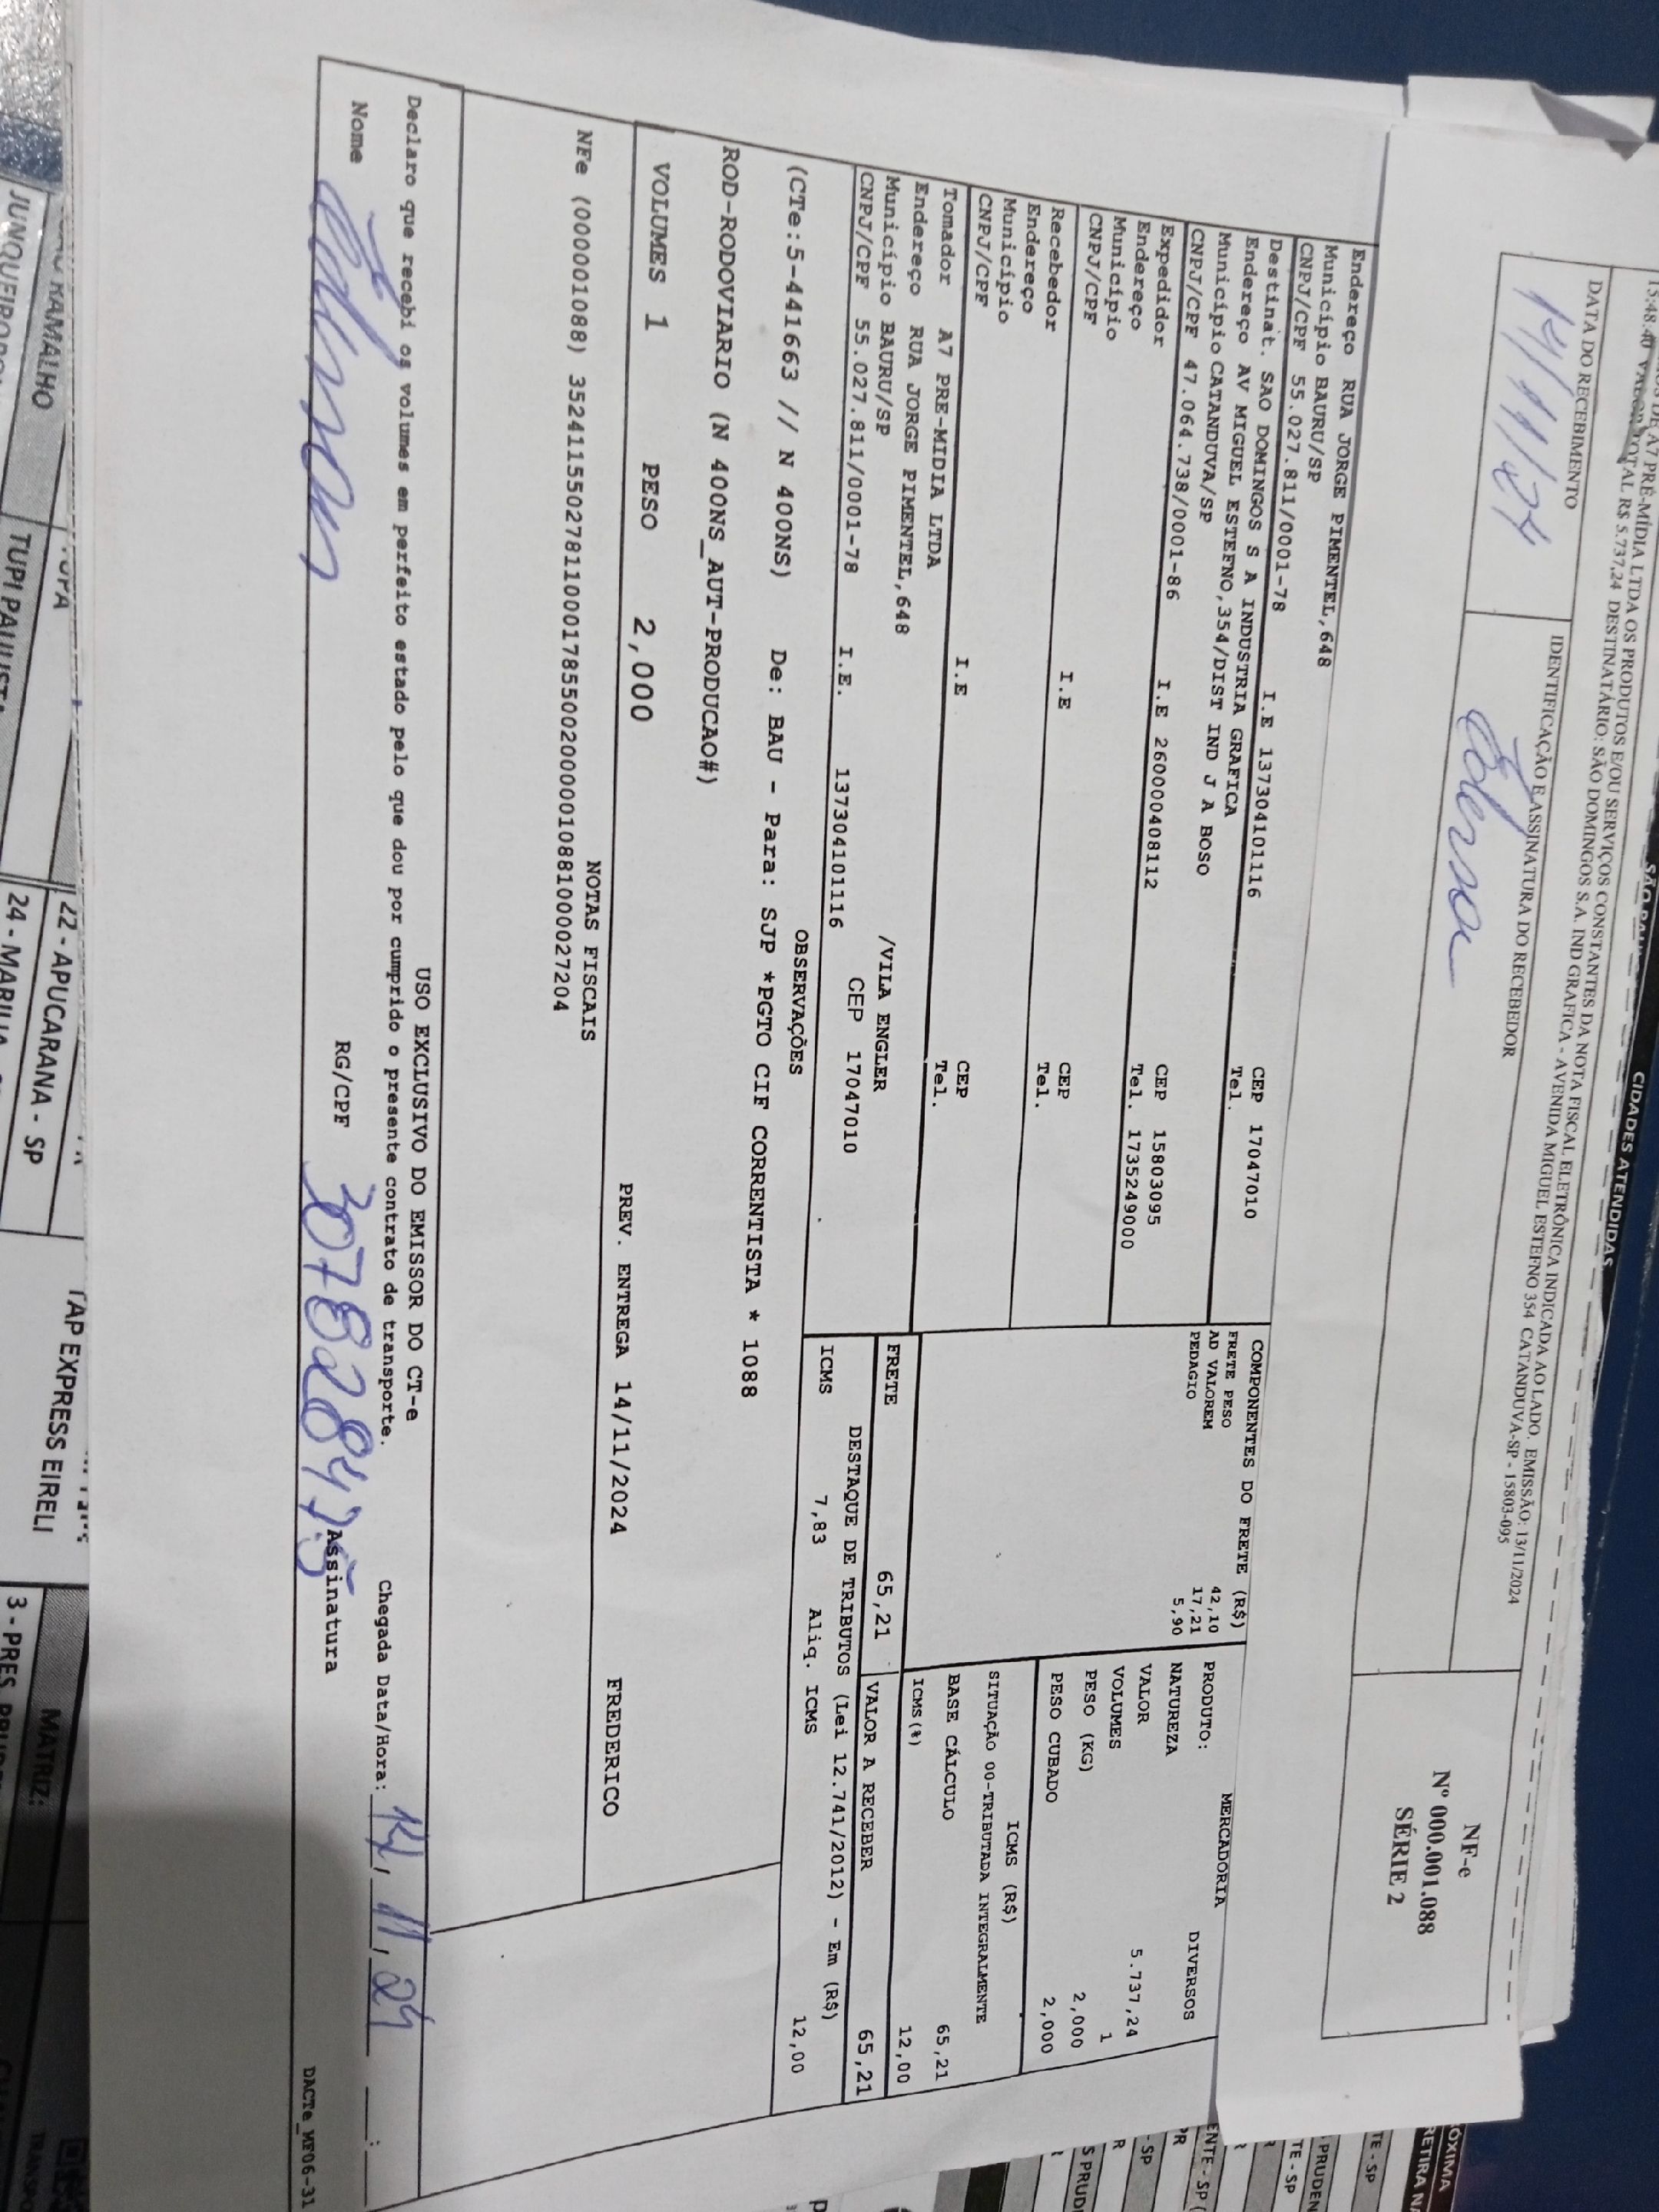 DE A7 PRÉ-MÍDIA LTDA OS PRODUTOS E/OU SERVIÇOS CONSTANTES DA NOTA FISCAL ELETRÔNICA INDICADA AO LADO. EMISSÃO: 13/11/2024
15:48:40 VALOR TOTAL R$ 5.737,24 DESTINATÁRIO: SÃO DOMINGOS S.A. IND GRAFICA - AVENIDA MIGUEL ESTEFNO 354 CATANDUVA-SP - 15803-095
DATA DO RECEBIMENTO
IDENTIFICAÇÃO E ASSINATURA DO RECEBEDOR
14/11/24
NF-e
Nº 000.001.088
SÉRIE 2
Endereço RUA JORGE PIMENTEL,648
Município BAURU/SP
CNPJ/CPF 55.027.811/0001-78 I.E 137304101116 CEP 17047010
Tel.
Destinat. SAO DOMINGOS S A INDUSTRIA GRAFICA
Endereço AV MIGUEL ESTEFNO,354/DIST IND J A BOSO
Município CATANDUVA/SP CEP 15803095
CNPJ/CPF 47.064.738/0001-86 I.E 260000408112 Tel. 1735249000
Expedidor
Endereço
Município CEP
CNPJ/CPF I.E Tel.
Recebedor
Endereço
Município CEP
CNPJ/CPF I.E Tel.
Tomador A7 PRE-MIDIA LTDA
Endereço RUA JORGE PIMENTEL,648 /VILA ENGLER
Município BAURU/SP CEP 17047010
CNPJ/CPF 55.027.811/0001-78 I.E. 137304101116
COMPONENTES DO FRETE (R$)
FRETE PESO 42,10
AD VALOREM 17,21
PEDAGIO 5,90
MERCADORIA
PRODUTO: DIVERSOS
NATUREZA
VALOR 5.737,24
VOLUMES 1
PESO (KG) 2,000
PESO CUBADO 2,000
ICMS (R$)
SITUAÇÃO 00-TRIBUTADA INTEGRALMENTE
BASE CÁLCULO 65,21
ICMS(%) 12,00
FRETE 65,21
VALOR A RECEBER 65,21
DESTAQUE DE TRIBUTOS (Lei 12.741/2012) - Em (R$)
ICMS 7,83 Aliq. ICMS 12,00
OBSERVAÇÕES
(CTe:5-441663 // N 400NS) De: BAU - Para: SJP *PGTO CIF CORRENTISTA * 1088
ROD-RODOVIARIO (N 400NS_AUT-PRODUCAO#)
VOLUMES 1 PESO 2,000 PREV. ENTREGA 14/11/2024 FREDERICO
NOTAS FISCAIS
NFe (000001088) 35241155027811000178550020000010881000027204
USO EXCLUSIVO DO EMISSOR DO CT-e
Declaro que recebi os volumes em perfeito estado pelo que dou por cumprido o presente contrato de transporte.
Chegada Data/Hora: 14/11/24
Nome RG/CPF Assinatura
DACTe_MF06-31
CIDADES ATENDIDAS
RAMALHO
JUNQUEIROPOL
TUPI PAULISTA
22 - APUCARANA - SP
24 - MARILIA
TAP EXPRESS EIRELI
MATRIZ:
3 - PRES. PRUDE